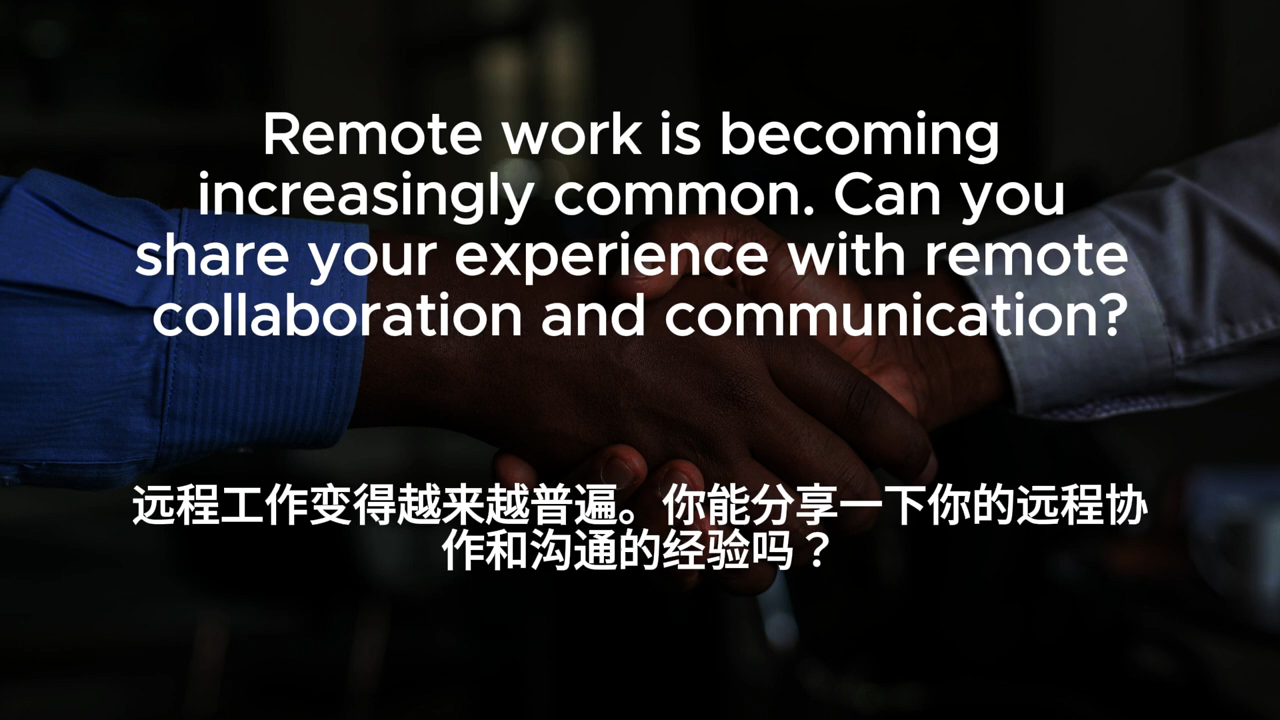 Remote work is becoming
increasingly common. Can you
share your experience with remote
collaboration and communication?
远程工作变得越来越普遍。你能分享一下你的远程协
作和沟通的经验吗？